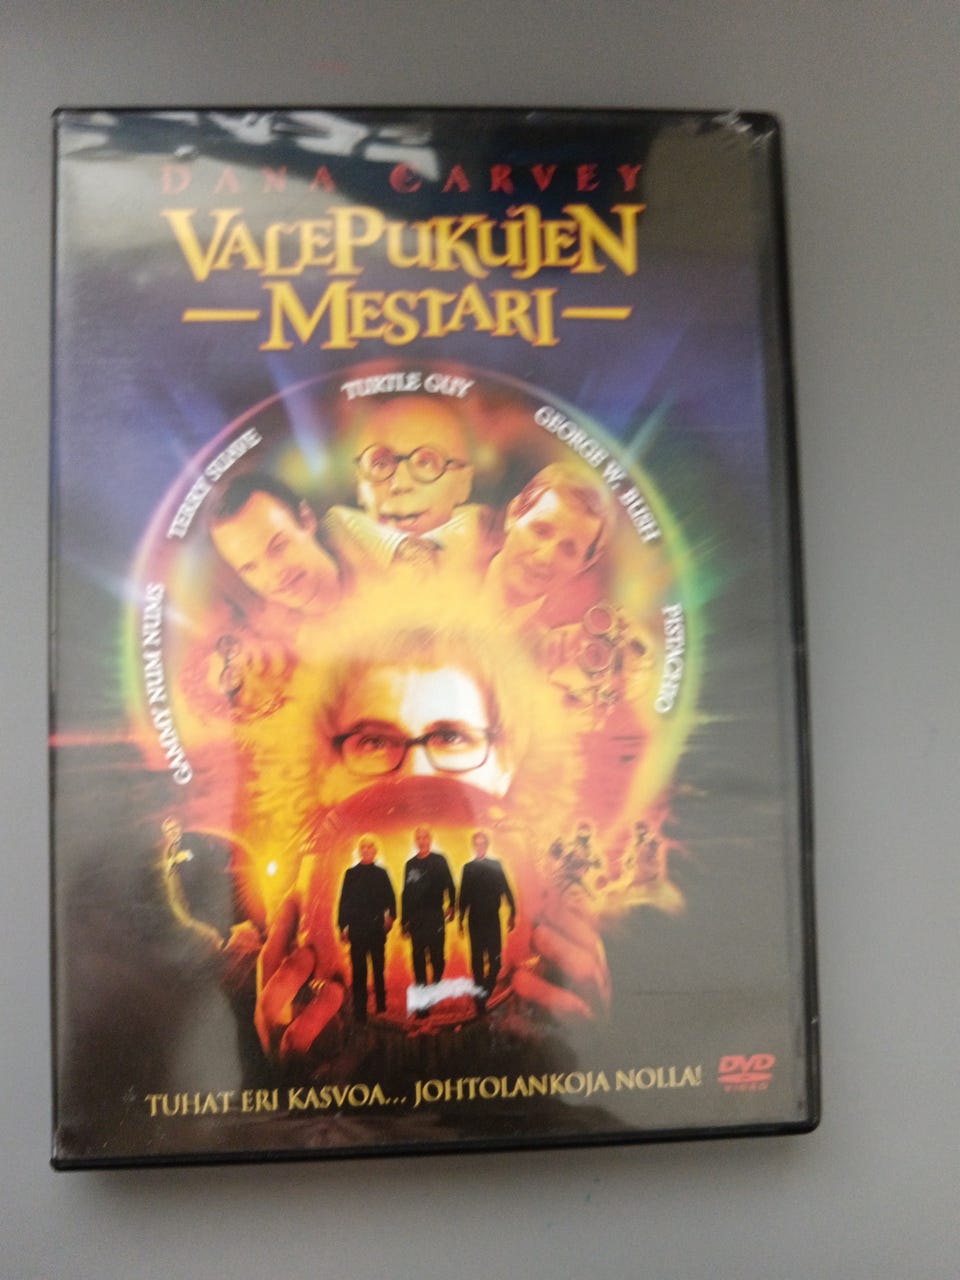 DANA CARVEY
VALEPUKUJEN
MESTARI
TURTLE GUY
TERRY SUAVE
GEORGE W. BUSH
GAMMY NUM NUMS
PISTACHIO
TUHAT ERI KASVOA... JOHTOLANKOJA NOLLA!
DVD
VIDEO